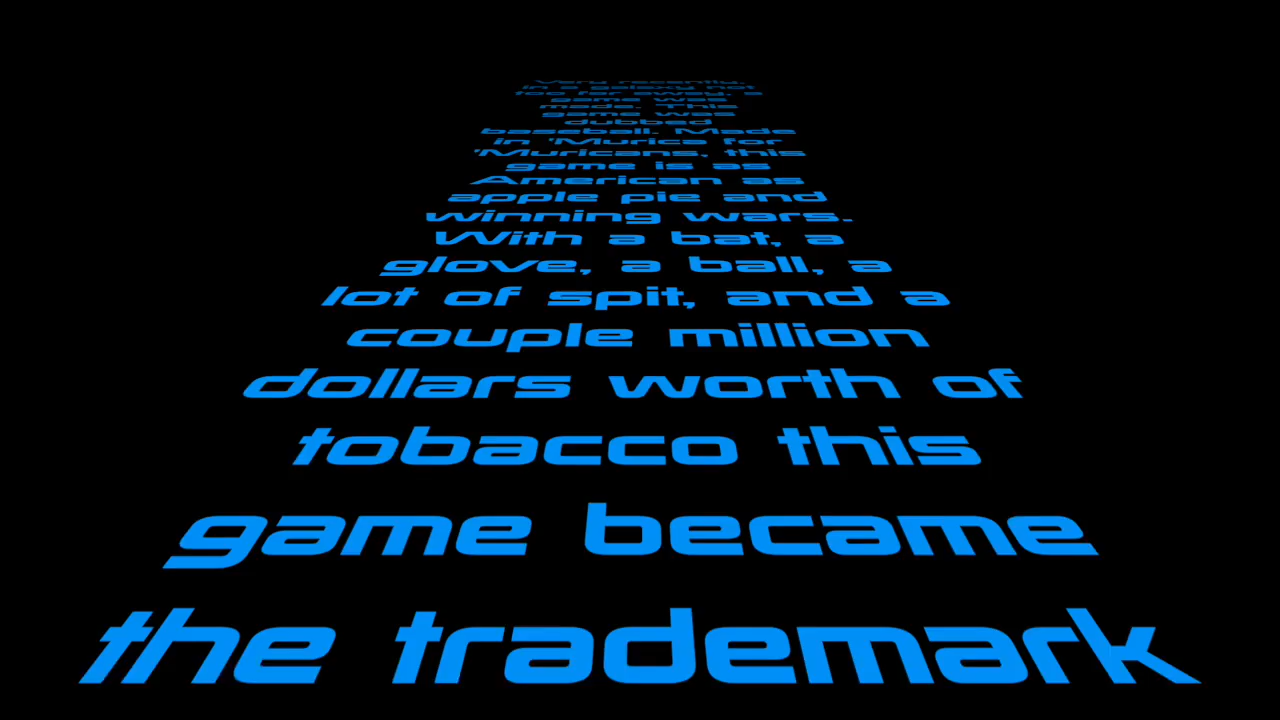 Very recently,
in a galaxy not
too far away, a
game was
made. This
game was
dubbed
baseball. Made
in 'Murica for
'Muricans, this
game is as
American as
apple pie and
winning wars.
With a bat, a
glove, a ball, a
lot of spit, and a
couple million
dollars worth of
tobacco this
game became
the trademark